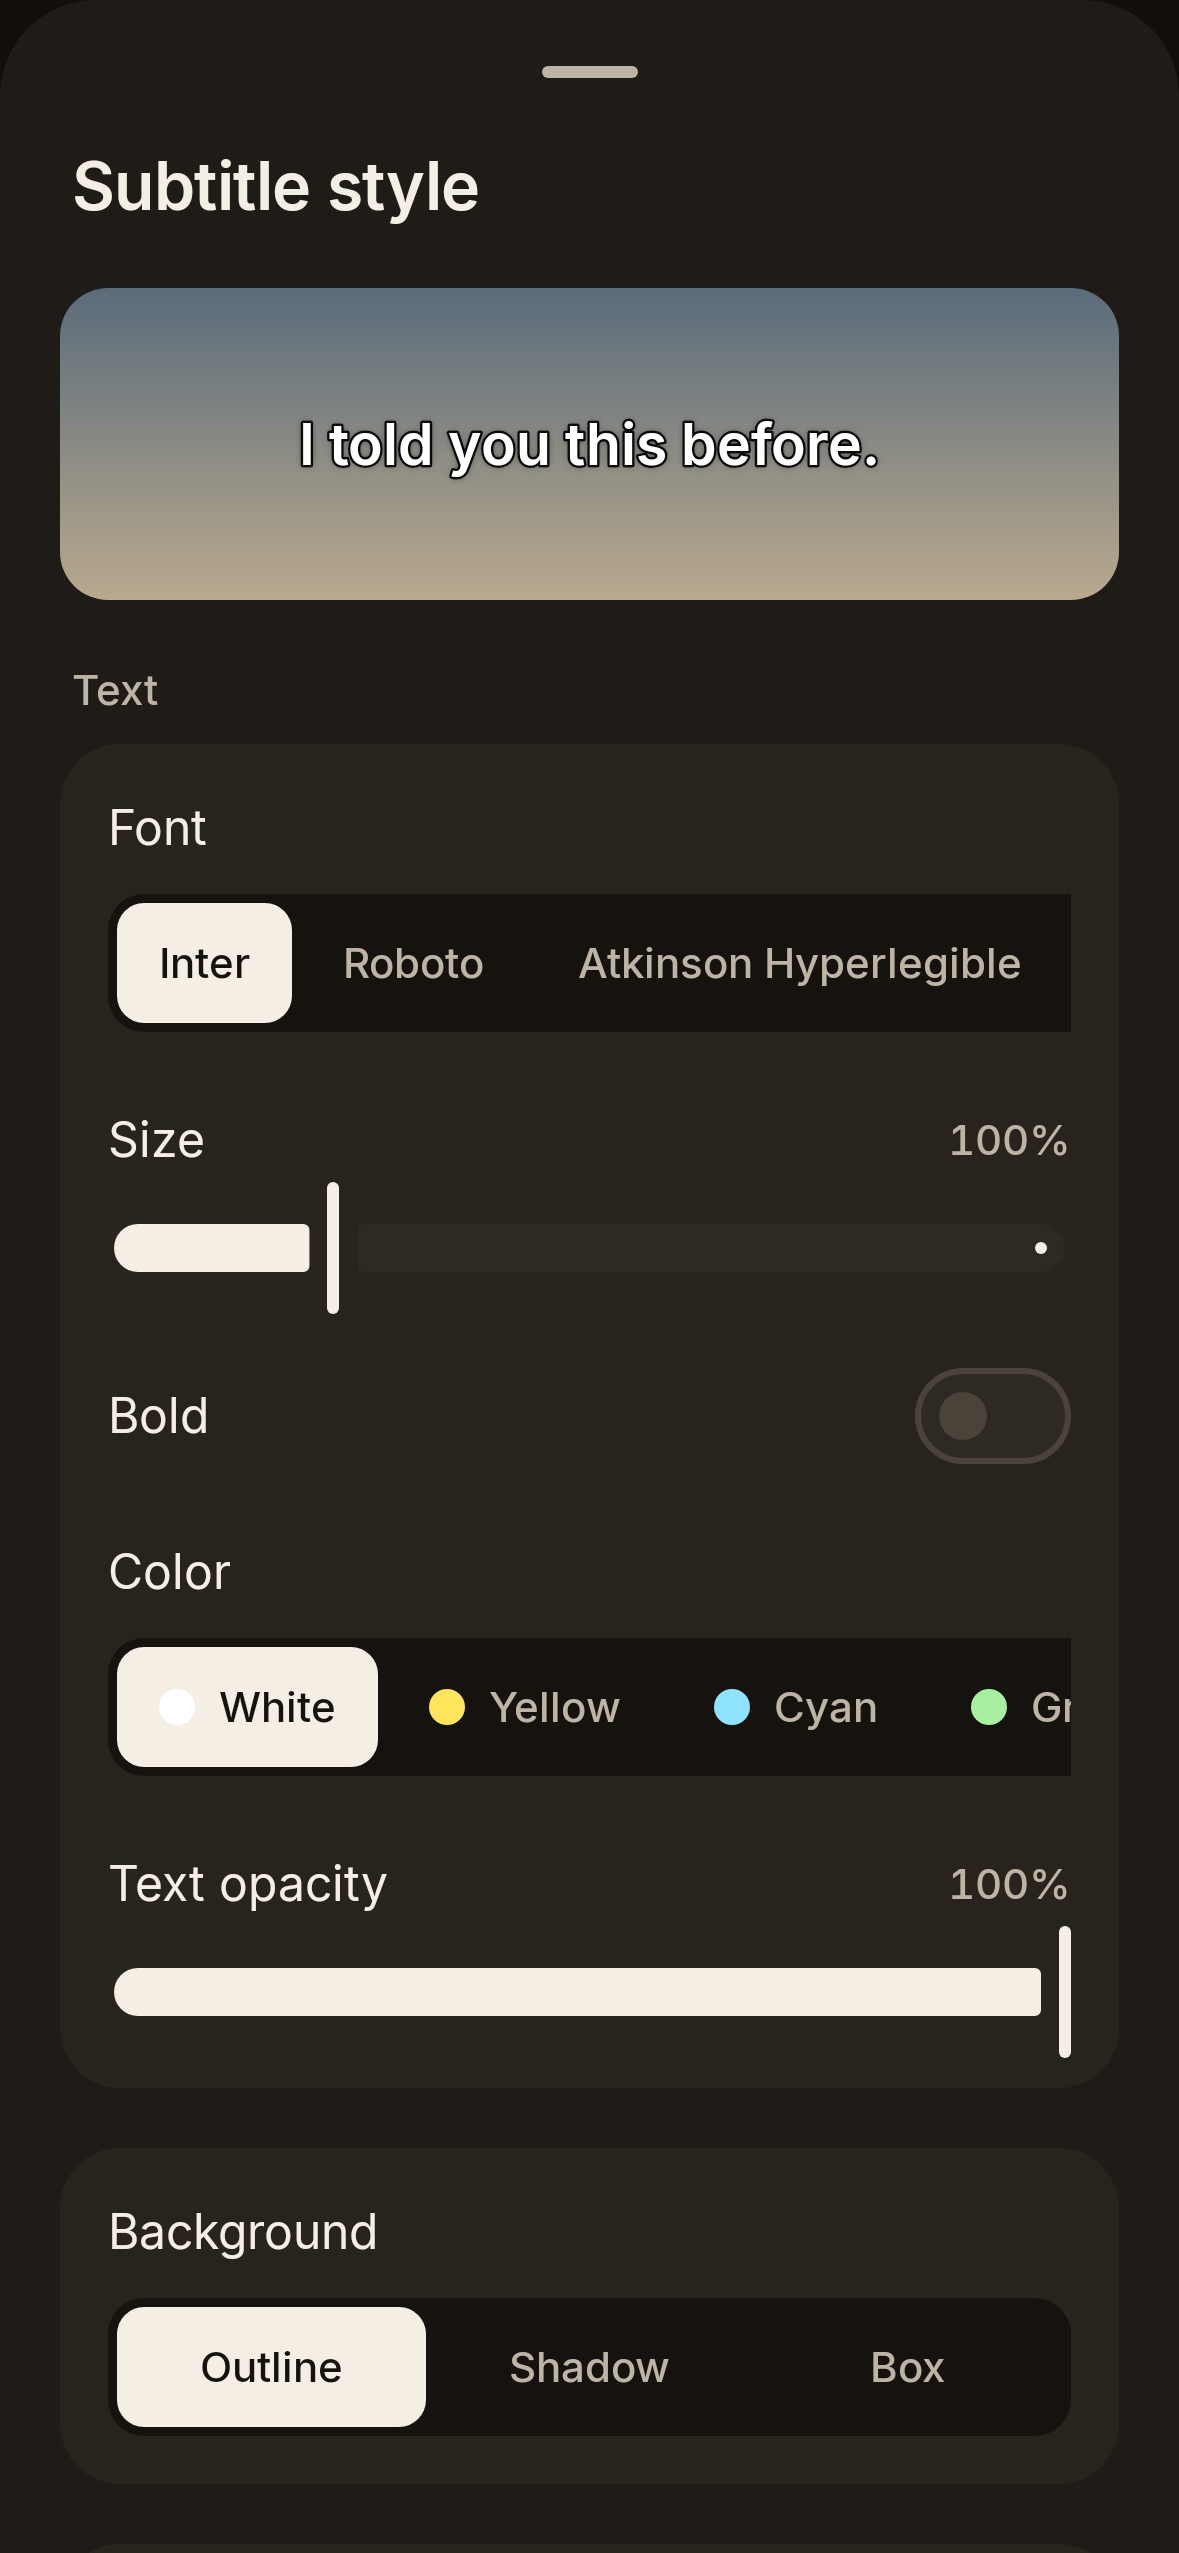 Subtitle style
I told you this before.
Text
Font
Inter Roboto Atkinson Hyperlegible
Size 100%
Bold
Color
White Yellow Cyan Gr
Text opacity 100%
Background
Outline Shadow Box